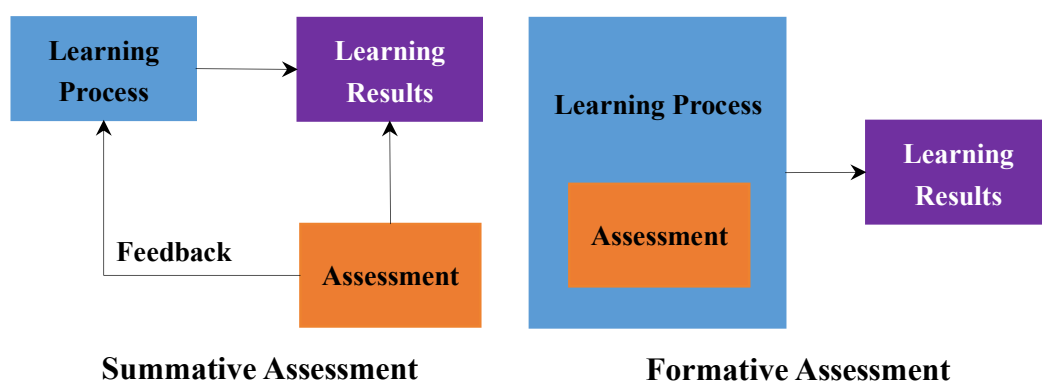 Learning
Process
Learning
Results
Feedback
Assessment
Summative Assessment
Learning Process
Assessment
Learning
Results
Formative Assessment